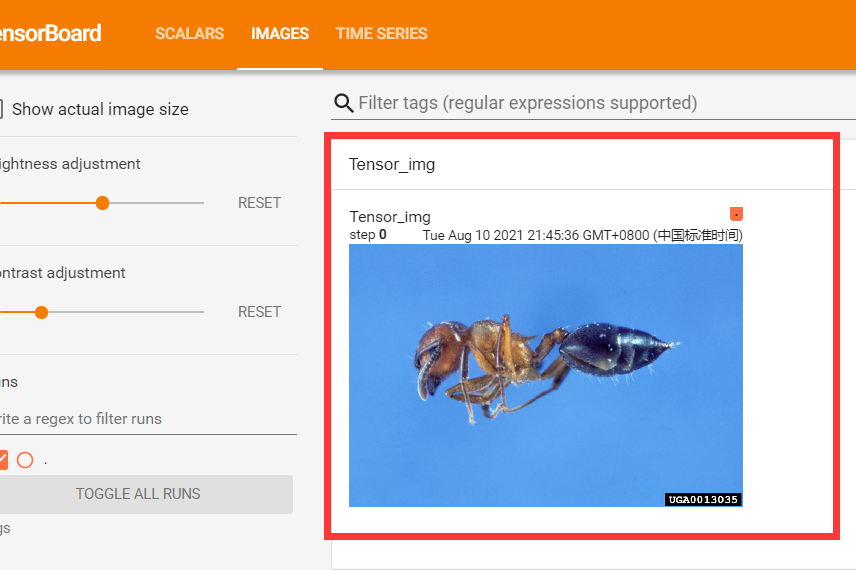 ensorBoard
SCALARS IMAGES TIME SERIES
Show actual image size
Filter tags (regular expressions supported)
ightness adjustment
RESET
Tensor_img
Tensor_img
step 0 Tue Aug 10 2021 21:45:36 GMT+0800 (中国标准时间)
ontrast adjustment
RESET
uns
rite a regex to filter runs
.
TOGGLE ALL RUNS
UGA0013035
gs